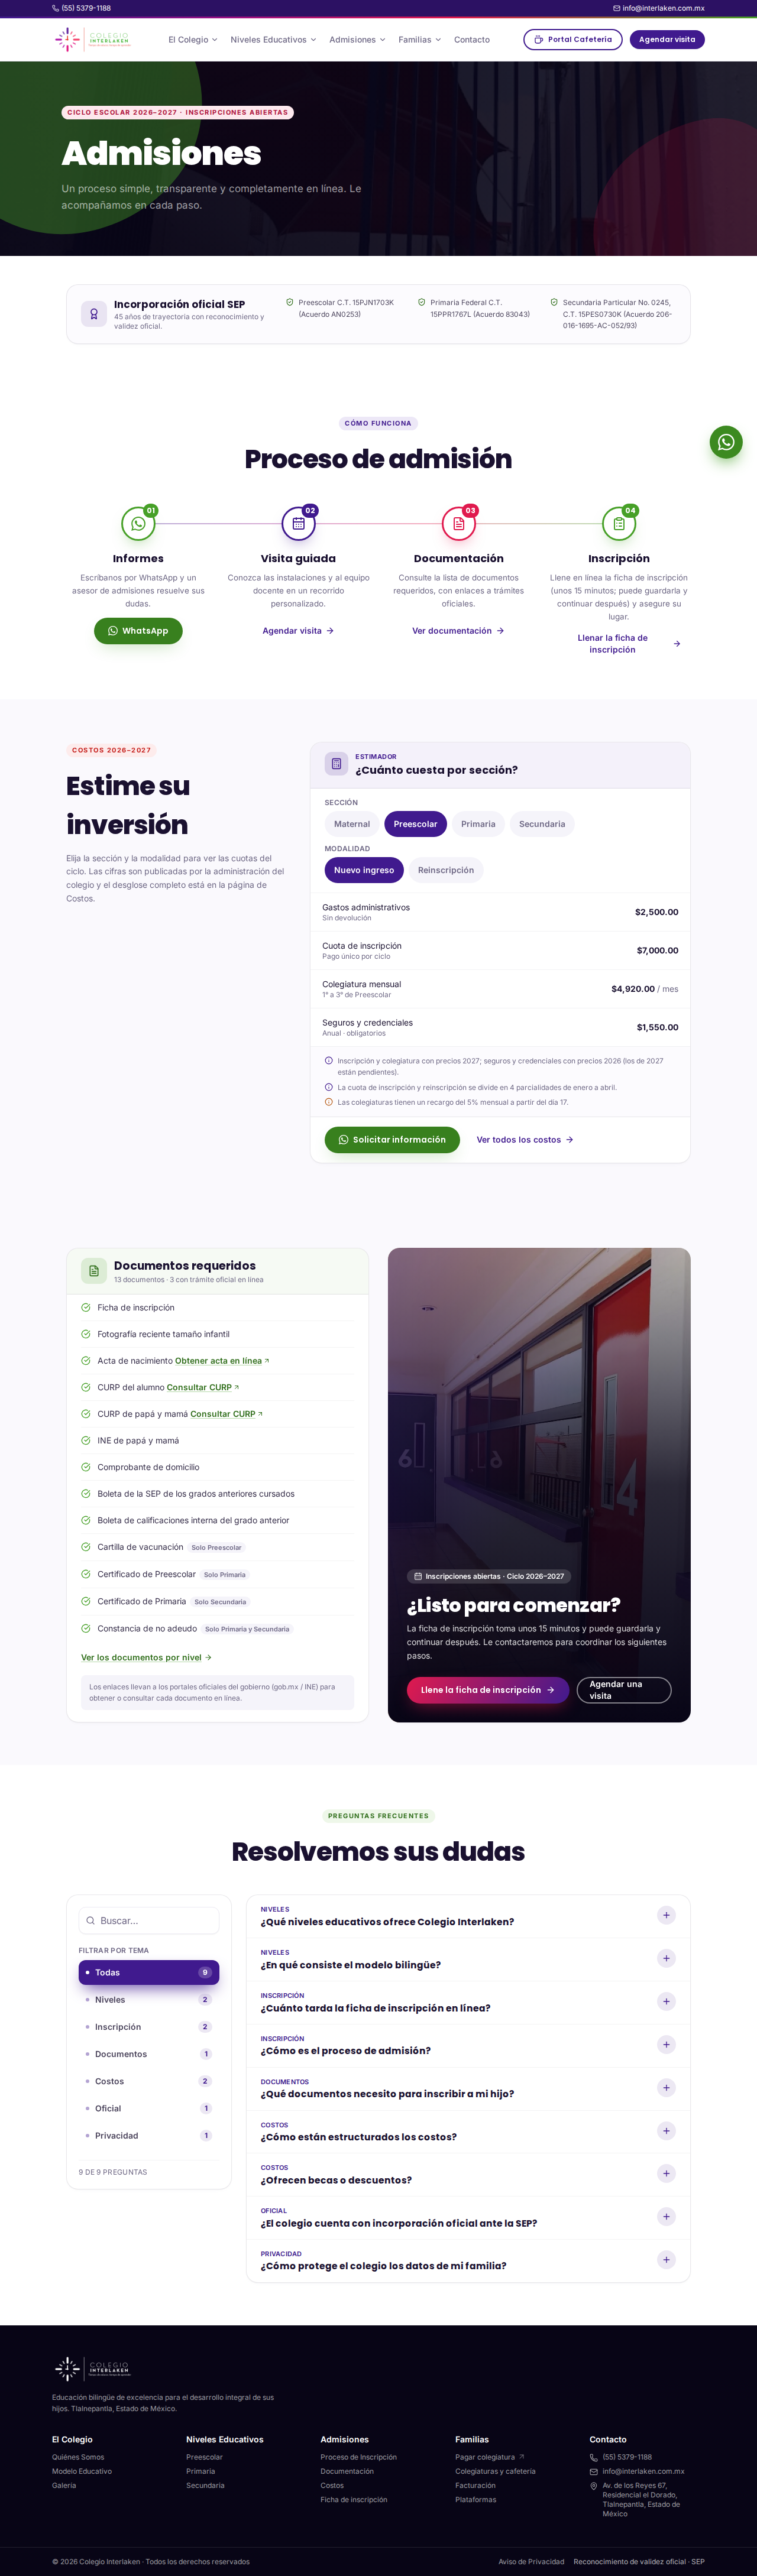 (55) 5379-1188
info@interlaken.com.mx
COLEGIO
INTERLAKEN
El Colegio
Niveles Educativos
Admisiones
Familias
Contacto
Portal Cafetería
Agendar visita
CICLO ESCOLAR 2026–2027 · INSCRIPCIONES ABIERTAS
Admisiones
Un proceso simple, transparente y completamente en línea. Le
acompañamos en cada paso.
Incorporación oficial SEP
45 años de trayectoria con reconocimiento y
validez oficial.
Preescolar C.T. 15PJN1703K
(Acuerdo AN0253)
Primaria Federal C.T.
15PPR1767L (Acuerdo 83043)
Secundaria Particular No. 0245,
C.T. 15PES0730K (Acuerdo 206-
016-1695-AC-052/93)
CÓMO FUNCIONA
Proceso de admisión
01
Informes
Escríbanos por WhatsApp y un
asesor de admisiones resuelve sus
dudas.
WhatsApp
02
Visita guiada
Conozca las instalaciones y al equipo
docente en un recorrido
personalizado.
Agendar visita
03
Documentación
Consulte la lista de documentos
requeridos, con enlaces a trámites
oficiales.
Ver documentación
04
Inscripción
Llene en línea la ficha de inscripción
(unos 15 minutos; puede guardarla y
continuar después) y asegure su
lugar.
Llenar la ficha de
inscripción
COSTOS 2026–2027
Estime su
inversión
Elija la sección y la modalidad para ver las cuotas del
ciclo. Las cifras son publicadas por la administración del
colegio y el desglose completo está en la página de
Costos.
ESTIMADOR
¿Cuánto cuesta por sección?
SECCIÓN
Maternal
Preescolar
Primaria
Secundaria
MODALIDAD
Nuevo ingreso
Reinscripción
Gastos administrativos
Sin devolución
$2,500.00
Cuota de inscripción
Pago único por ciclo
$7,000.00
Colegiatura mensual
1° a 3° de Preescolar
$4,920.00 / mes
Seguros y credenciales
Anual · obligatorios
$1,550.00
Inscripción y colegiatura con precios 2027; seguros y credenciales con precios 2026 (los de 2027
están pendientes).
La cuota de inscripción y reinscripción se divide en 4 parcialidades de enero a abril.
Las colegiaturas tienen un recargo del 5% mensual a partir del día 17.
Solicitar información
Ver todos los costos
Documentos requeridos
13 documentos · 3 con trámite oficial en línea
Ficha de inscripción
Fotografía reciente tamaño infantil
Acta de nacimiento Obtener acta en línea
CURP del alumno Consultar CURP
CURP de papá y mamá Consultar CURP
INE de papá y mamá
Comprobante de domicilio
Boleta de la SEP de los grados anteriores cursados
Boleta de calificaciones interna del grado anterior
Cartilla de vacunación Solo Preescolar
Certificado de Preescolar Solo Primaria
Certificado de Primaria Solo Secundaria
Constancia de no adeudo Solo Primaria y Secundaria
Ver los documentos por nivel
Los enlaces llevan a los portales oficiales del gobierno (gob.mx / INE) para
obtener o consultar cada documento en línea.
Inscripciones abiertas · Ciclo 2026–2027
¿Listo para comenzar?
La ficha de inscripción toma unos 15 minutos y puede guardarla y
continuar después. Le contactaremos para coordinar los siguientes
pasos.
Llene la ficha de inscripción
Agendar una
visita
PREGUNTAS FRECUENTES
Resolvemos sus dudas
Buscar...
FILTRAR POR TEMA
Todas 9
Niveles 2
Inscripción 2
Documentos 1
Costos 2
Oficial 1
Privacidad 1
9 DE 9 PREGUNTAS
NIVELES
¿Qué niveles educativos ofrece Colegio Interlaken?
NIVELES
¿En qué consiste el modelo bilingüe?
INSCRIPCIÓN
¿Cuánto tarda la ficha de inscripción en línea?
INSCRIPCIÓN
¿Cómo es el proceso de admisión?
DOCUMENTOS
¿Qué documentos necesito para inscribir a mi hijo?
COSTOS
¿Cómo están estructurados los costos?
COSTOS
¿Ofrecen becas o descuentos?
OFICIAL
¿El colegio cuenta con incorporación oficial ante la SEP?
PRIVACIDAD
¿Cómo protege el colegio los datos de mi familia?
COLEGIO
INTERLAKEN
Educación bilingüe de excelencia para el desarrollo integral de sus
hijos. Tlalnepantla, Estado de México.
El Colegio
Quiénes Somos
Modelo Educativo
Galería
Niveles Educativos
Preescolar
Primaria
Secundaria
Admisiones
Proceso de Inscripción
Documentación
Costos
Ficha de inscripción
Familias
Pagar colegiatura
Colegiaturas y cafetería
Facturación
Plataformas
Contacto
(55) 5379-1188
info@interlaken.com.mx
Av. de los Reyes 67,
Residencial el Dorado,
Tlalnepantla, Estado de
México
© 2026 Colegio Interlaken · Todos los derechos reservados
Aviso de Privacidad
Reconocimiento de validez oficial · SEP